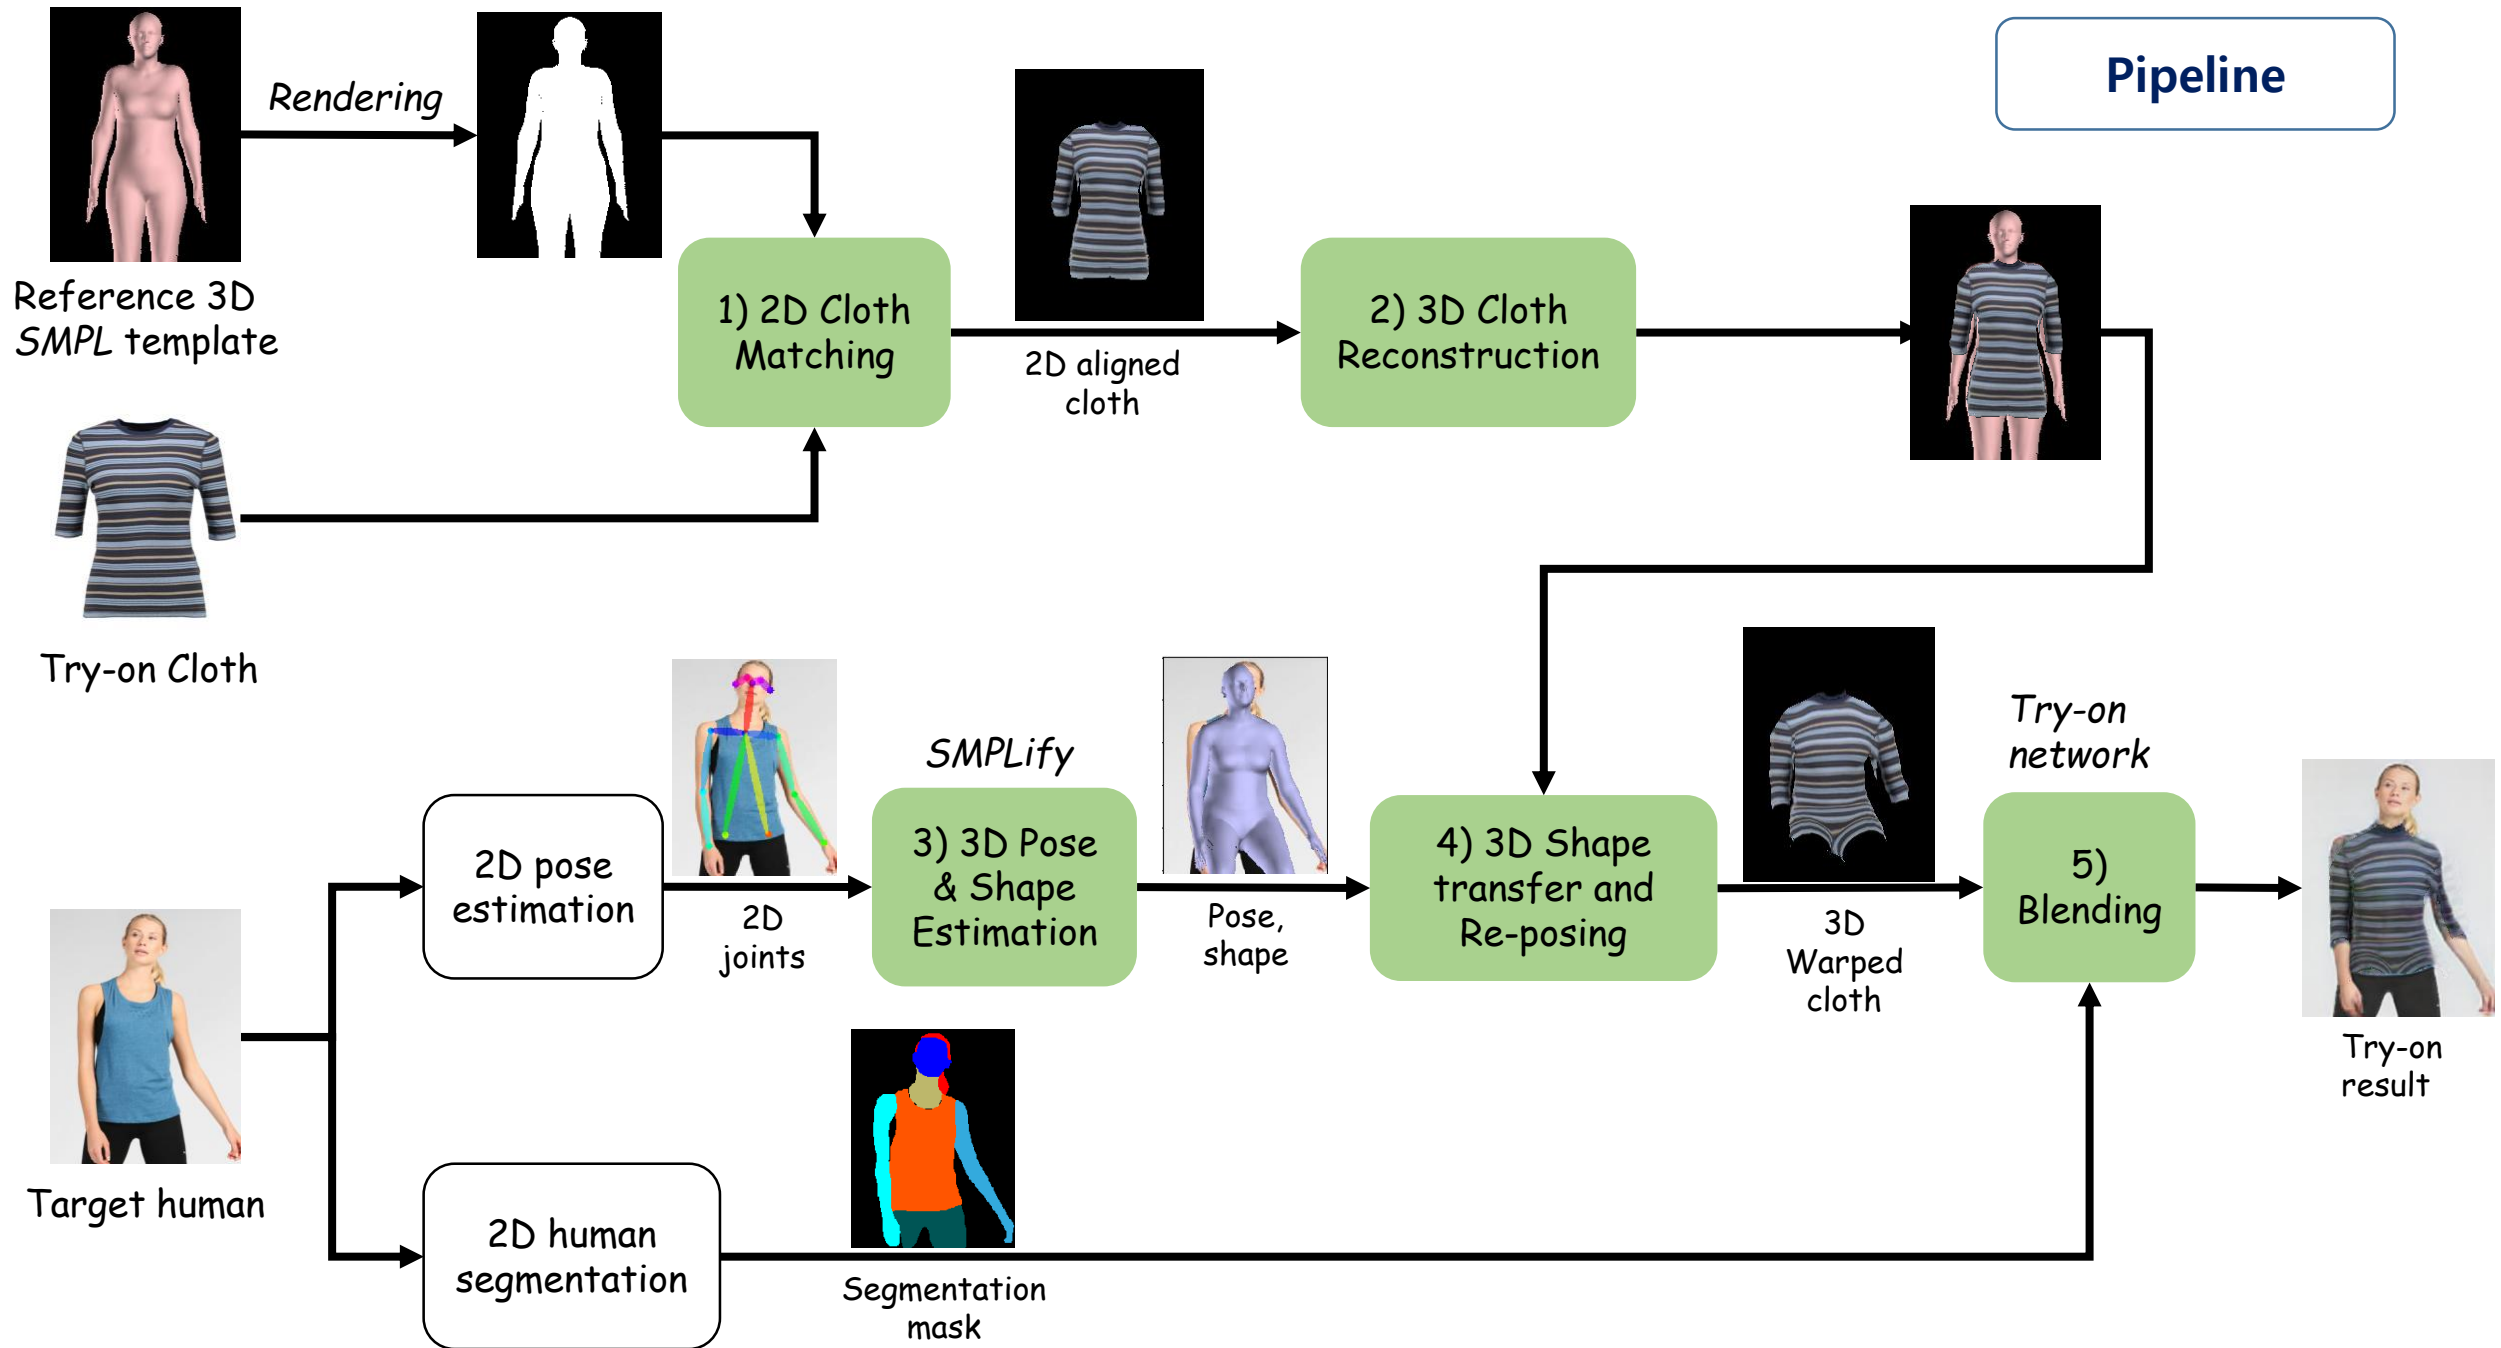 Pipeline
Rendering
Reference 3D
SMPL template
1) 2D Cloth
Matching
2D aligned
cloth
2) 3D Cloth
Reconstruction
Try-on Cloth
2D pose
estimation
2D
joints
SMPLify
3) 3D Pose
& Shape
Estimation
Pose,
shape
4) 3D Shape
transfer and
Re-posing
3D
Warped
cloth
Try-on
network
5)
Blending
Try-on
result
Target human
2D human
segmentation
Segmentation
mask